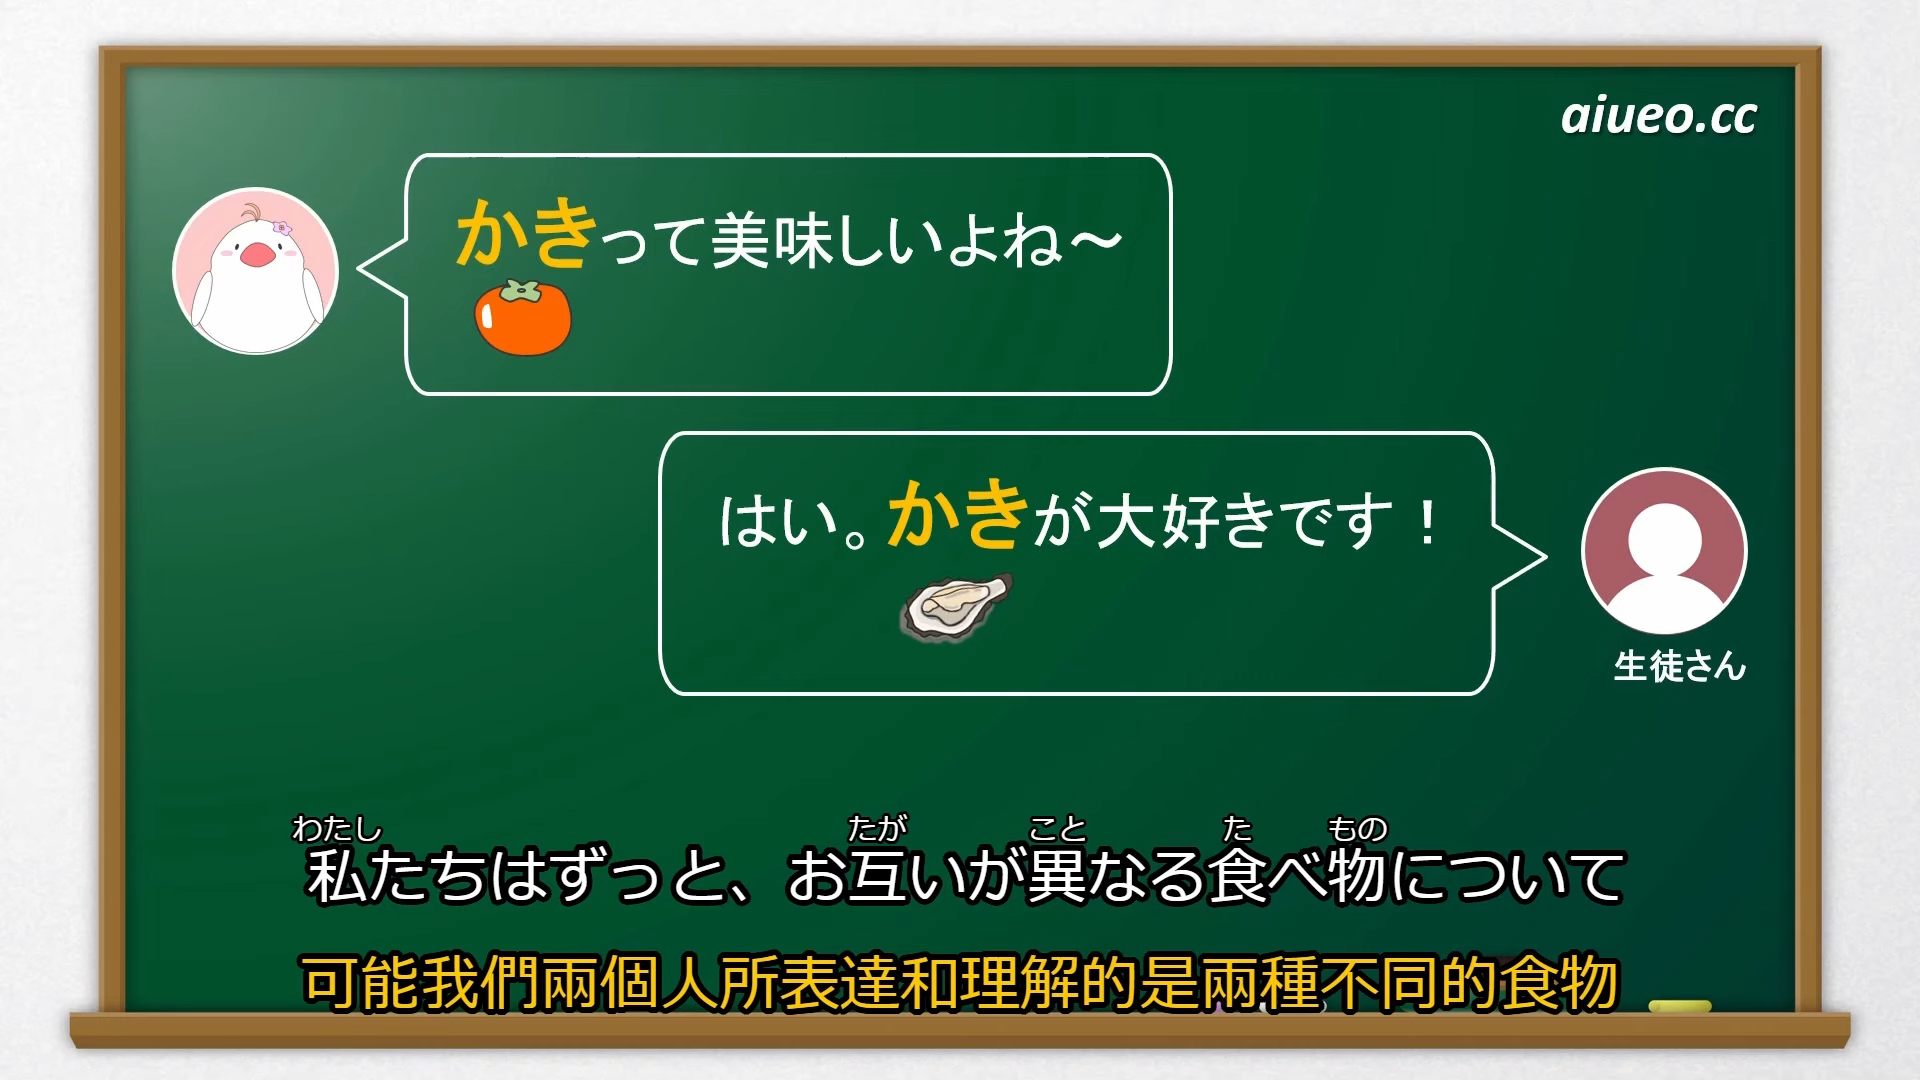 aiueo.cc
かきって美味しいよね～
はい。かきが大好きです！
生徒さん
わたし たが こと た もの
私たちはずっと、お互いが異なる食べ物について
可能我們兩個人所表達和理解的是兩種不同的食物